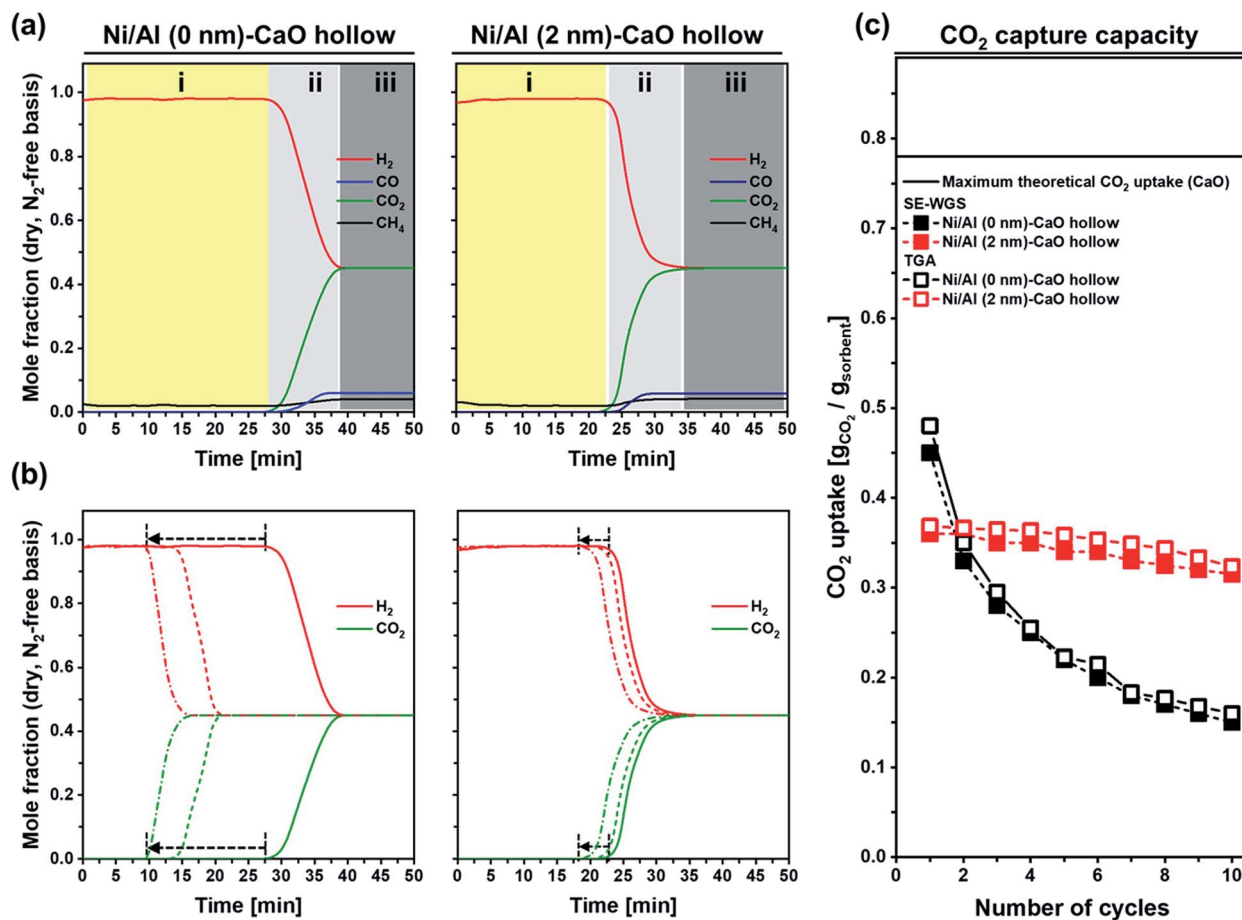 (a)
Ni/Al (0 nm)-CaO hollow
Ni/Al (2 nm)-CaO hollow
Mole fraction (dry, N₂-free basis)
1.0
0.8
0.6
0.4
0.2
0.0
i
ii
iii
H₂
CO
CO₂
CH₄
0 5 10 15 20 25 30 35 40 45 50
Time [min]
i
ii
iii
H₂
CO
CO₂
CH₄
0 5 10 15 20 25 30 35 40 45 50
Time [min]
(b)
Mole fraction (dry, N₂-free basis)
1.0
0.8
0.6
0.4
0.2
0.0
H₂
CO₂
0 5 10 15 20 25 30 35 40 45 50
Time [min]
H₂
CO₂
0 5 10 15 20 25 30 35 40 45 50
Time [min]
(c)
CO₂ capture capacity
CO₂ uptake [g_CO₂ / g_sorbent]
0.8
0.7
0.6
0.5
0.4
0.3
0.2
0.1
0.0
Maximum theoretical CO₂ uptake (CaO)
SE-WGS
Ni/Al (0 nm)-CaO hollow
Ni/Al (2 nm)-CaO hollow
TGA
Ni/Al (0 nm)-CaO hollow
Ni/Al (2 nm)-CaO hollow
2 4 6 8 10
Number of cycles